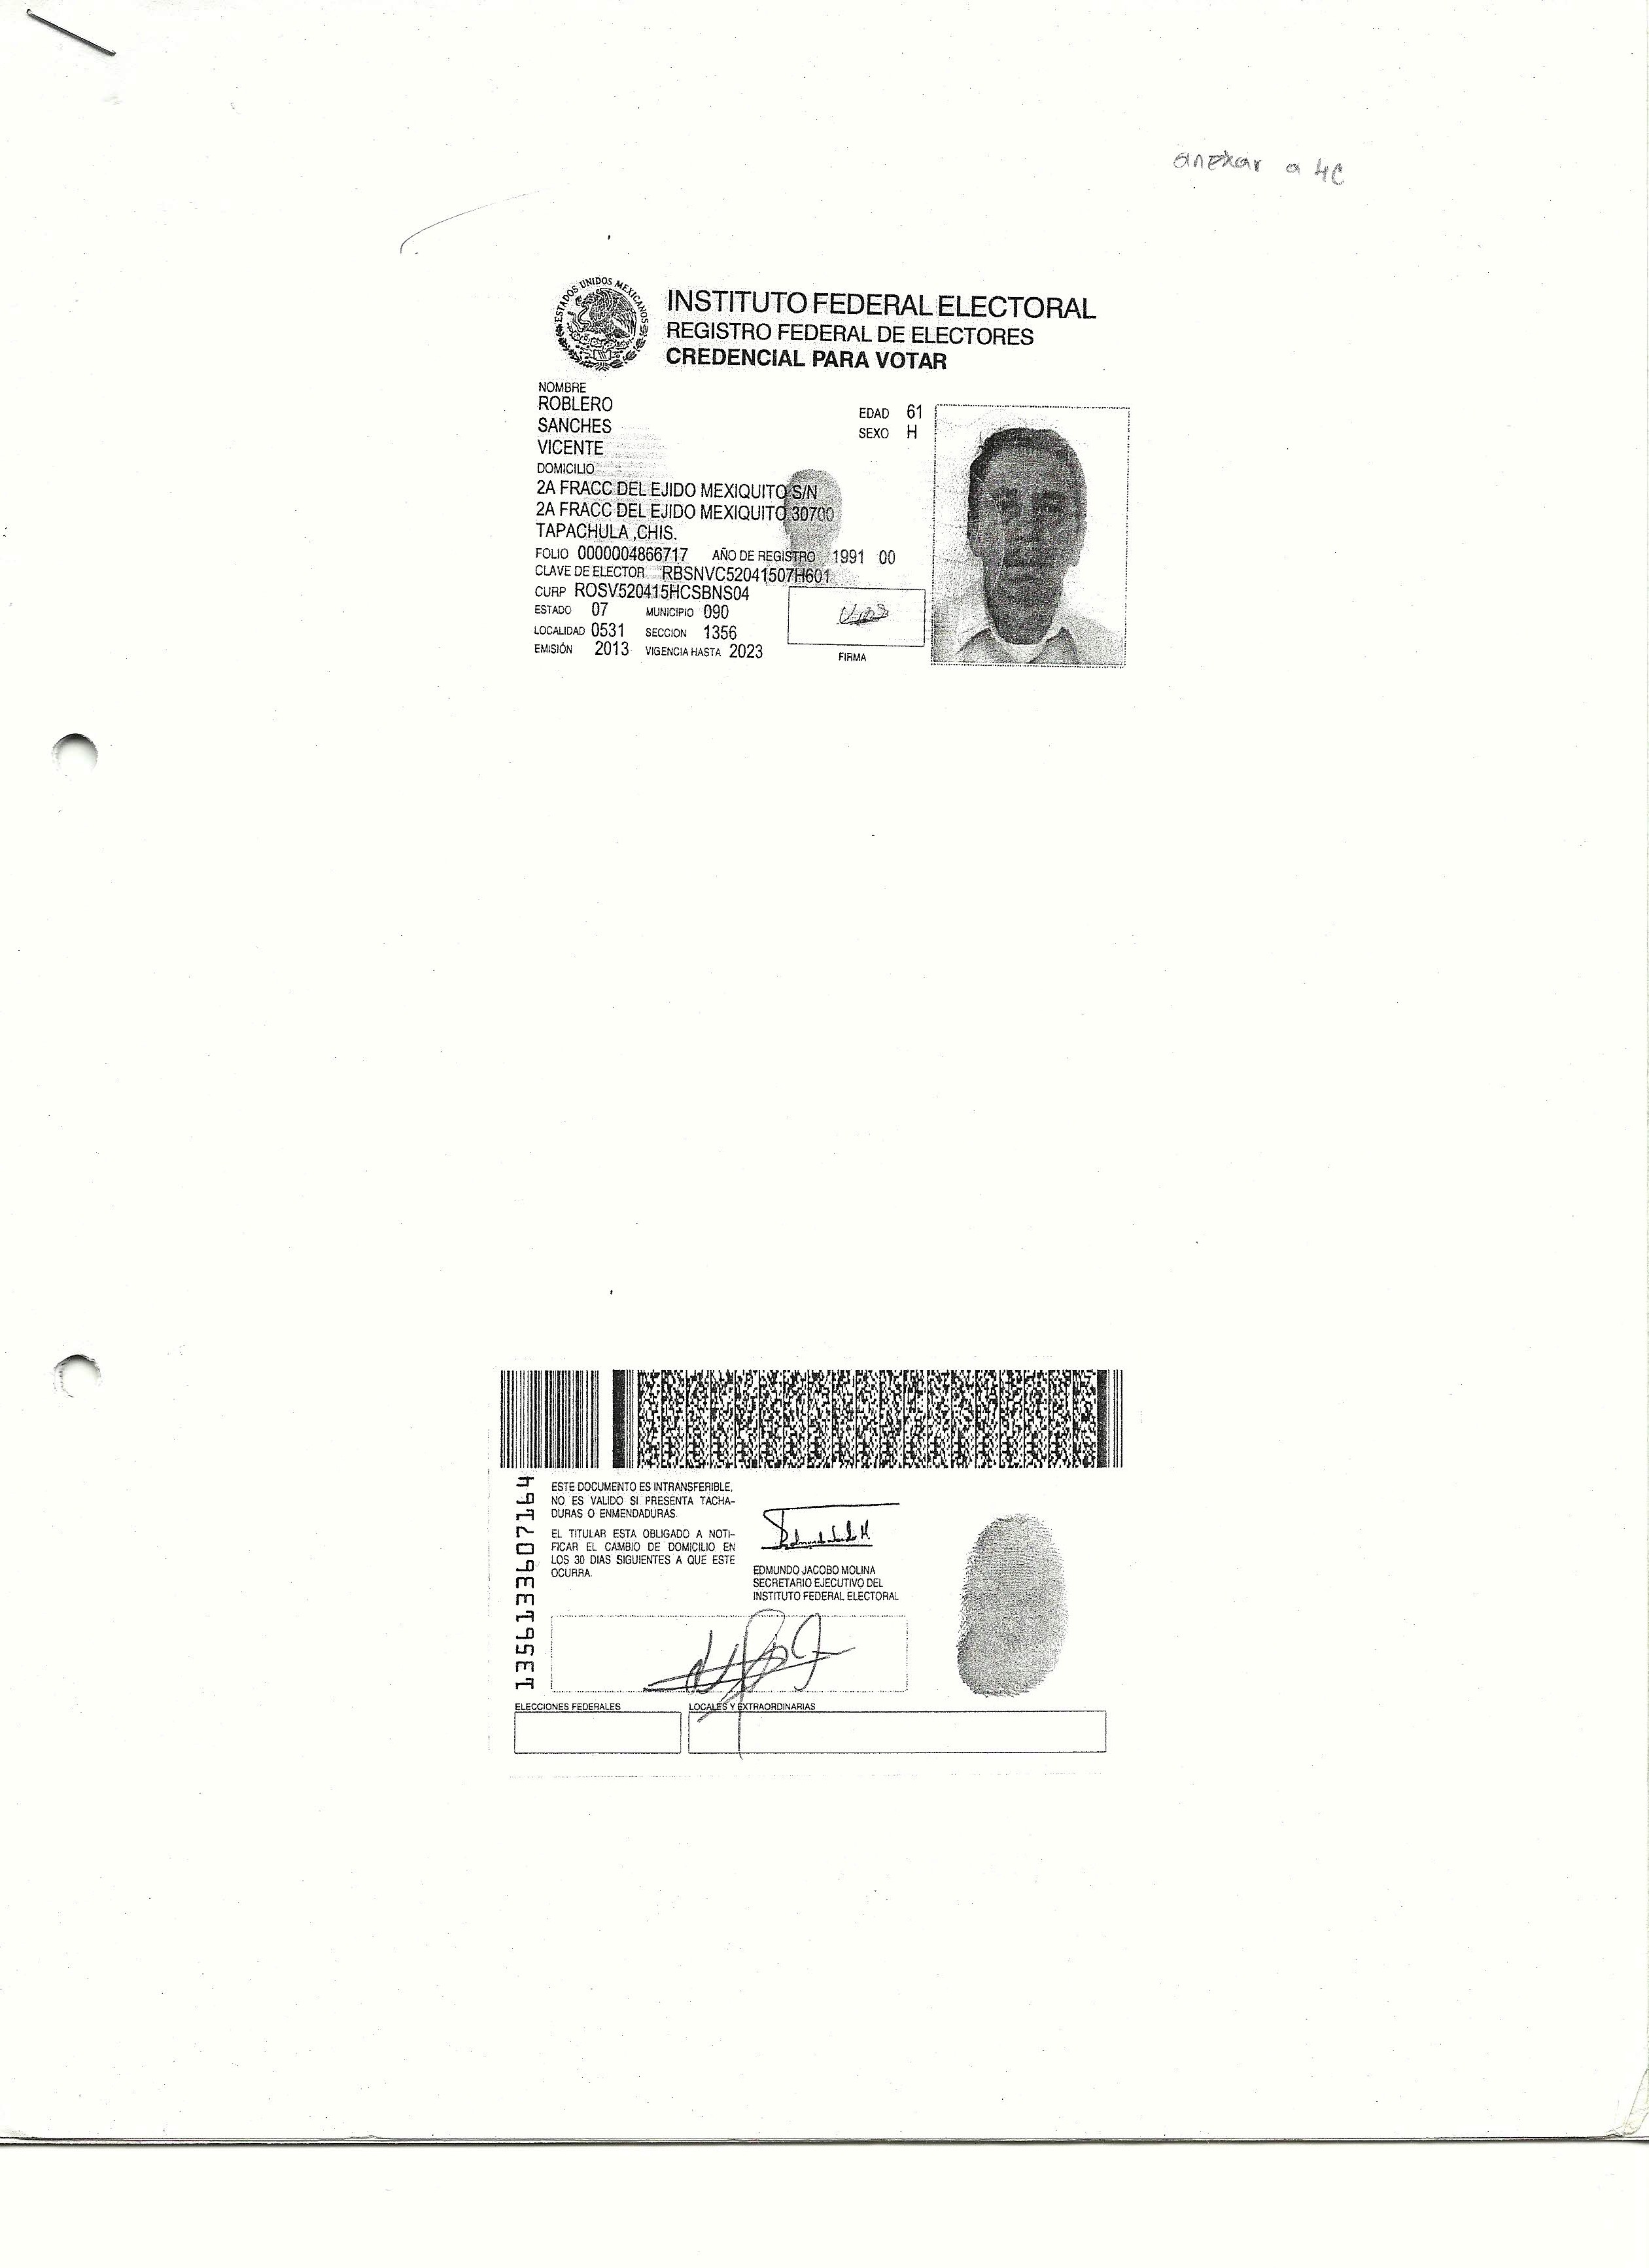 anexar a 4C
ESTADOS UNIDOS MEXICANOS
INSTITUTO FEDERAL ELECTORAL
REGISTRO FEDERAL DE ELECTORES
CREDENCIAL PARA VOTAR
NOMBRE
ROBLERO
SANCHES
VICENTE
EDAD 61
SEXO H
DOMICILIO
2A FRACC DEL EJIDO MEXIQUITO S/N
2A FRACC DEL EJIDO MEXIQUITO 30700
TAPACHULA ,CHIS.
FOLIO 0000004866717 AÑO DE REGISTRO 1991 00
CLAVE DE ELECTOR RBSNVC52041507H601
CURP ROSV520415HCSBNS04
ESTADO 07 MUNICIPIO 090
LOCALIDAD 0531 SECCION 1356
EMISIÓN 2013 VIGENCIA HASTA 2023
FIRMA
1356133607164
ESTE DOCUMENTO ES INTRANSFERIBLE,
NO ES VALIDO SI PRESENTA TACHA-
DURAS O ENMENDADURAS.
EL TITULAR ESTA OBLIGADO A NOTI-
FICAR EL CAMBIO DE DOMICILIO EN
LOS 30 DIAS SIGUIENTES A QUE ESTE
OCURRA.
EDMUNDO JACOBO MOLINA
SECRETARIO EJECUTIVO DEL
INSTITUTO FEDERAL ELECTORAL
ELECCIONES FEDERALES
LOCALES Y EXTRAORDINARIAS